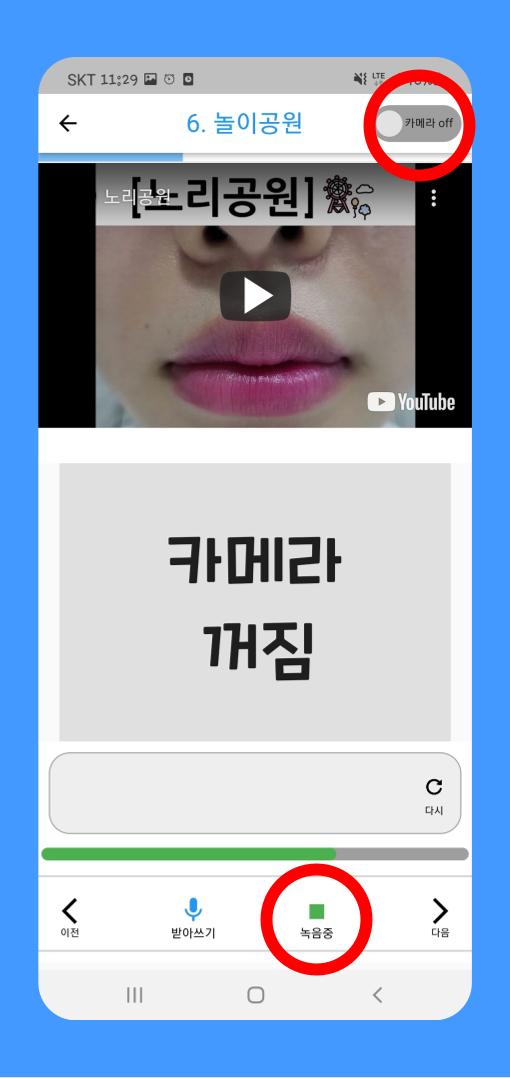 SKT 11:29
LTE
6. 놀이공원
카메라 off
노리공원
[노리공원]
YouTube
카메라
꺼짐
다시
이전
받아쓰기
녹음중
다음